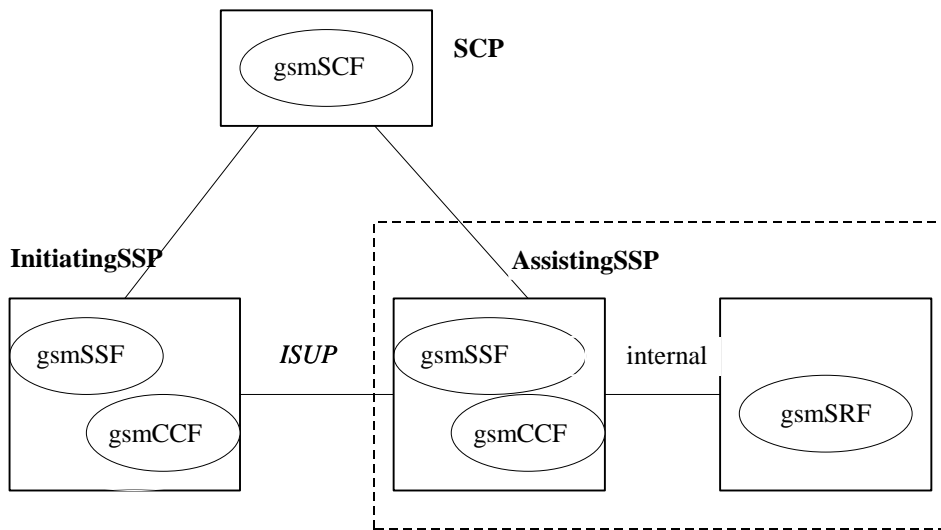 SCP
gsmSCF
InitiatingSSP
AssistingSSP
gsmSSF
ISUP
gsmSSF
internal
gsmCCF
gsmCCF
gsmSRF